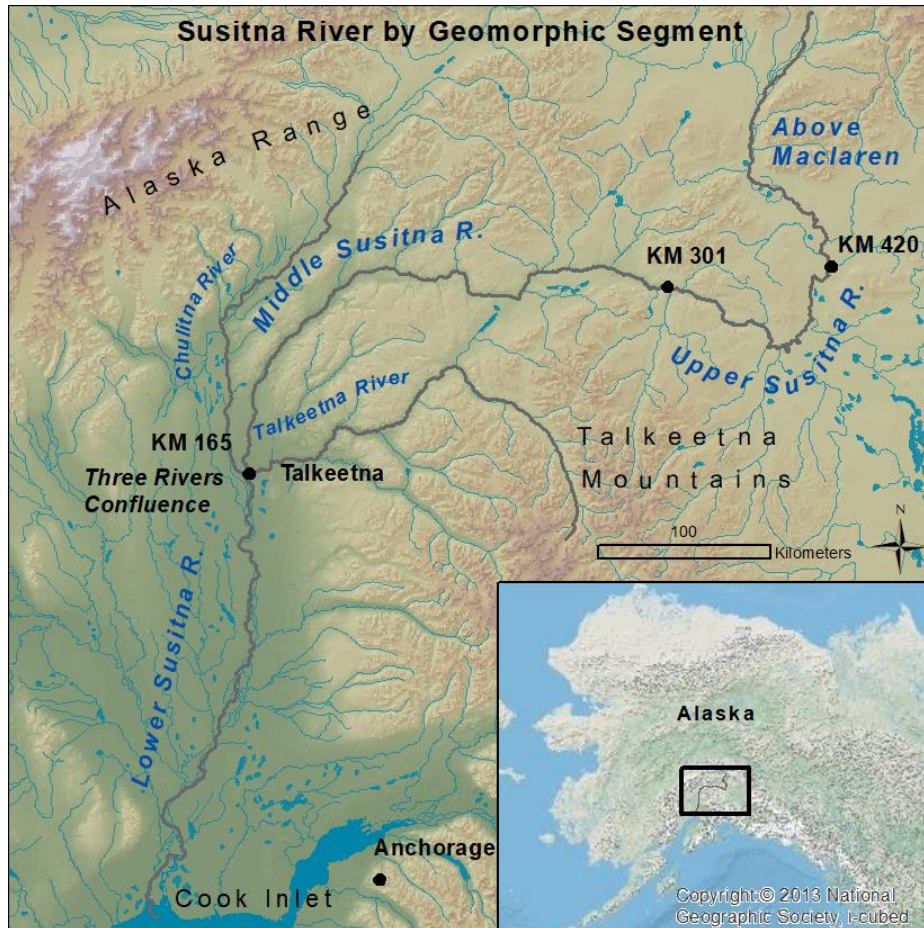 Susitna River by Geomorphic Segment
Alaska Range
Above
Maclaren
Middle Susitna R.
Chulitna River
KM 301
KM 420
Upper Susitna R.
Talkeetna River
KM 165
Three Rivers
Confluence
Talkeetna
Talkeetna
Mountains
N
100
Kilometers
Lower Susitna R.
Alaska
Anchorage
Cook Inlet
Copyright:© 2013 National
Geographic Society, i-cubed